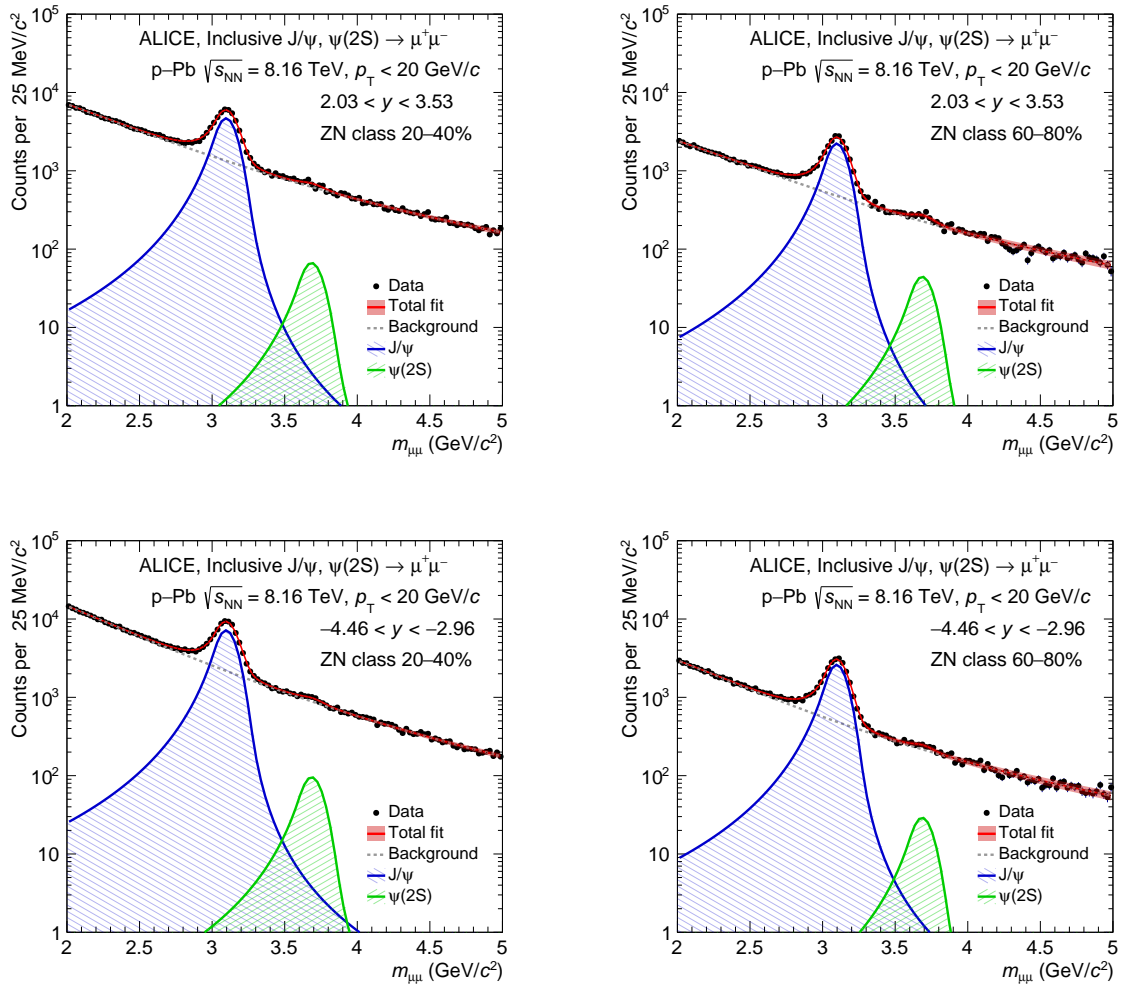 Counts per 25 MeV/c²
10⁵
10⁴
10³
10²
10
1
ALICE, Inclusive J/ψ, ψ(2S) → μ⁺μ⁻
p–Pb √sNN = 8.16 TeV, pT < 20 GeV/c
2.03 < y < 3.53
ZN class 20–40%
Data
Total fit
Background
J/ψ
ψ(2S)
2 2.5 3 3.5 4 4.5 5
mμμ (GeV/c²)
Counts per 25 MeV/c²
10⁵
10⁴
10³
10²
10
1
ALICE, Inclusive J/ψ, ψ(2S) → μ⁺μ⁻
p–Pb √sNN = 8.16 TeV, pT < 20 GeV/c
2.03 < y < 3.53
ZN class 60–80%
Data
Total fit
Background
J/ψ
ψ(2S)
2 2.5 3 3.5 4 4.5 5
mμμ (GeV/c²)
Counts per 25 MeV/c²
10⁵
10⁴
10³
10²
10
1
ALICE, Inclusive J/ψ, ψ(2S) → μ⁺μ⁻
p–Pb √sNN = 8.16 TeV, pT < 20 GeV/c
–4.46 < y < –2.96
ZN class 20–40%
Data
Total fit
Background
J/ψ
ψ(2S)
2 2.5 3 3.5 4 4.5 5
mμμ (GeV/c²)
Counts per 25 MeV/c²
10⁵
10⁴
10³
10²
10
1
ALICE, Inclusive J/ψ, ψ(2S) → μ⁺μ⁻
p–Pb √sNN = 8.16 TeV, pT < 20 GeV/c
–4.46 < y < –2.96
ZN class 60–80%
Data
Total fit
Background
J/ψ
ψ(2S)
2 2.5 3 3.5 4 4.5 5
mμμ (GeV/c²)